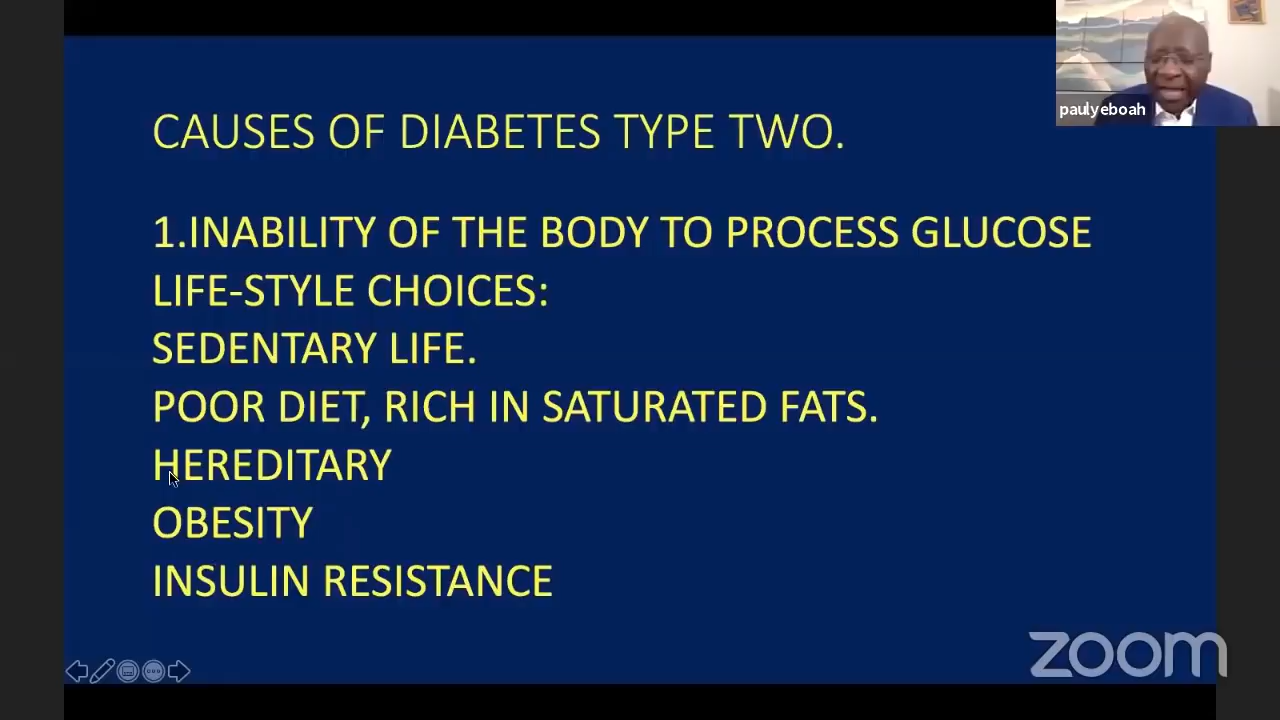 paulyeboah
CAUSES OF DIABETES TYPE TWO.
1.INABILITY OF THE BODY TO PROCESS GLUCOSE
LIFE-STYLE CHOICES:
SEDENTARY LIFE.
POOR DIET, RICH IN SATURATED FATS.
HEREDITARY
OBESITY
INSULIN RESISTANCE
zoom